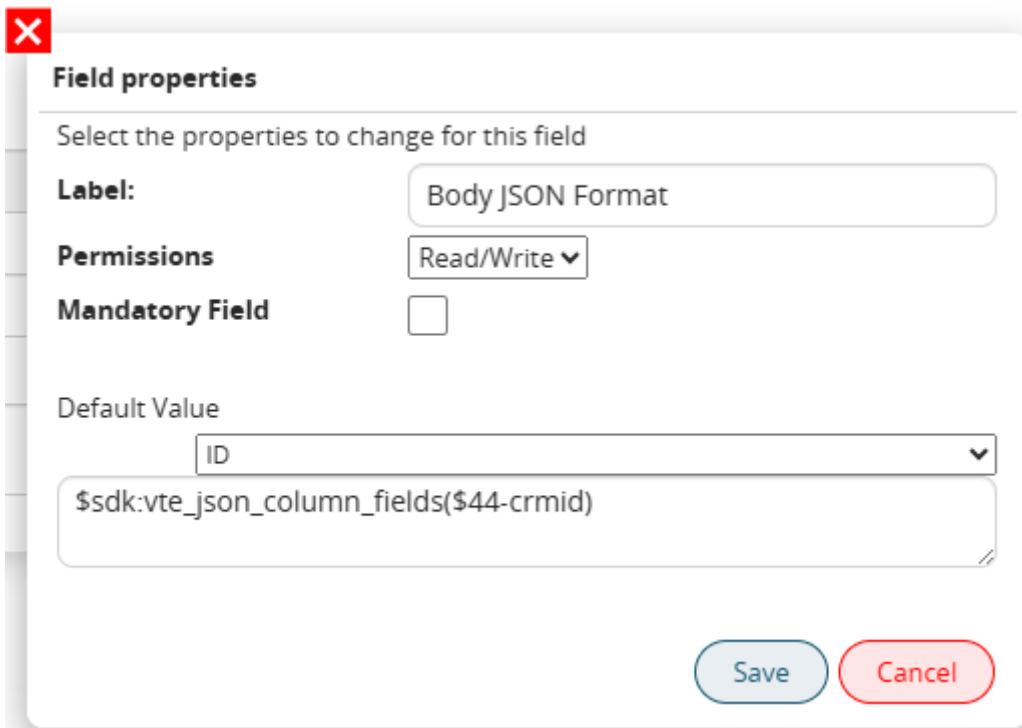 Field properties
Select the properties to change for this field
Label: Body JSON Format
Permissions Read/Write
Mandatory Field
Default Value
ID
$sdk:vte_json_column_fields($44-crmid)
Save Cancel